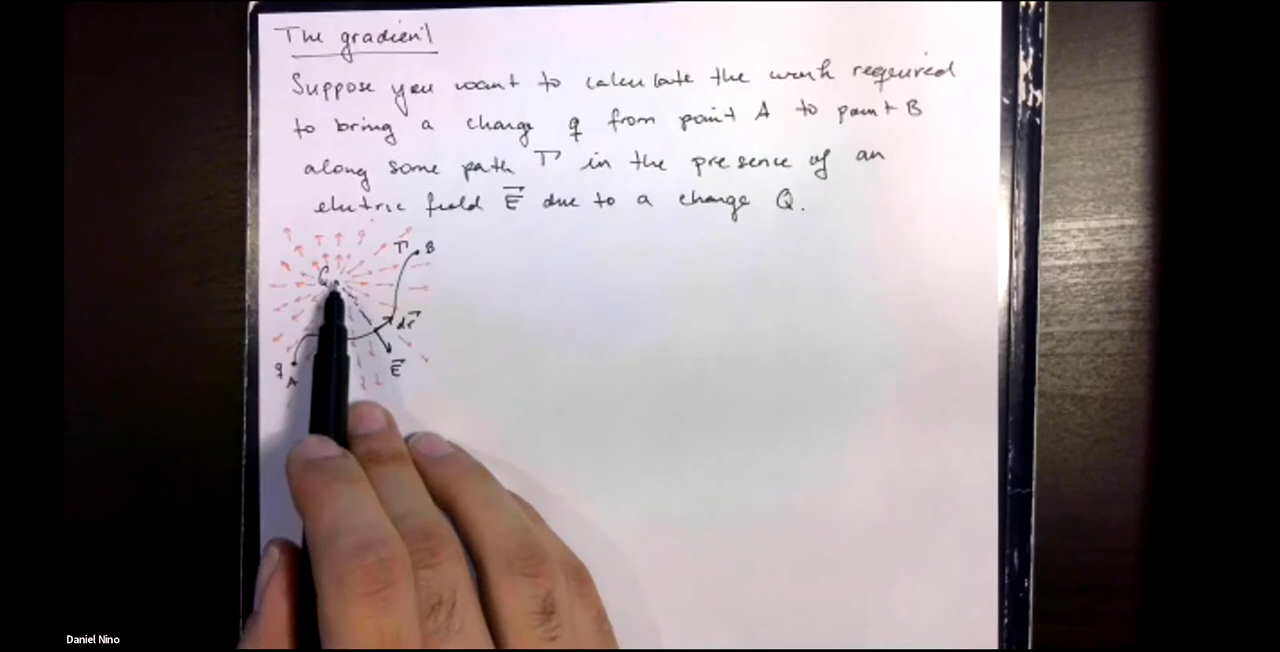 The gradient
Suppose you want to calculate the work required
to bring a charge q from point A to point B
along some path Γ in the presence of an
electric field E⃗ due to a charge Q.
Γ B
dr⃗
q
A
E⃗
Daniel Nino